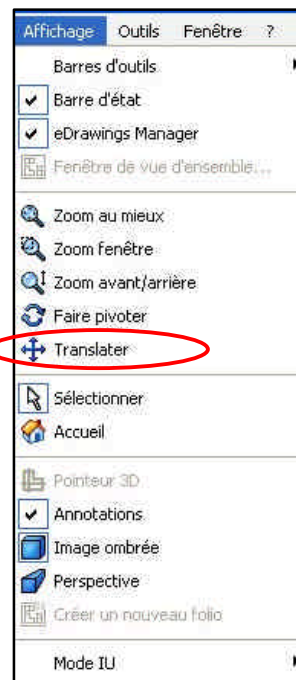 Affichage Outils Fenêtre ?
Barres d'outils
Barre d'état
eDrawings Manager
Fenêtre de vue d'ensemble...
Zoom au mieux
Zoom fenêtre
Zoom avant/arrière
Faire pivoter
Translater
Sélectionner
Accueil
Pointeur 3D
Annotations
Image ombrée
Perspective
Créer un nouveau folio
Mode IU